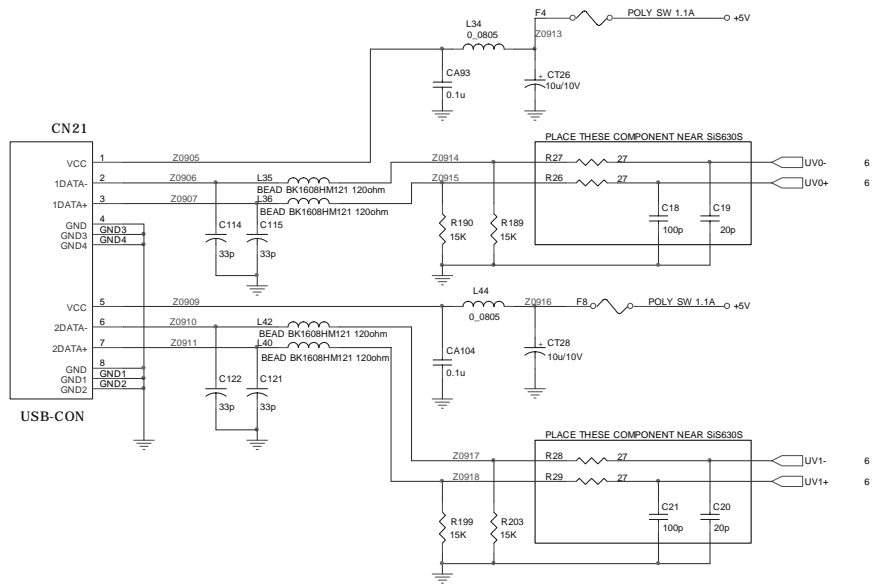 F4
POLY SW 1.1A
+5V
L34
0_0805
Z0913
CA93
0.1u
+
CT26
10u/10V
CN21
PLACE THESE COMPONENT NEAR SiS630S
VCC
1
Z0905
Z0914
R27
27
UV0-
6
1DATA-
2
Z0906
L35
BEAD BK1608HM121 120ohm
Z0915
R26
27
UV0+
6
1DATA+
3
Z0907
L36
BEAD BK1608HM121 120ohm
GND
4
GND3
GND3
GND4
GND4
C114
33p
C115
33p
R190
15K
R189
15K
C18
100p
C19
20p
L44
0_0805
Z0916
F8
POLY SW 1.1A
+5V
VCC
5
Z0909
2DATA-
6
Z0910
L42
BEAD BK1608HM121 120ohm
2DATA+
7
Z0911
L40
BEAD BK1608HM121 120ohm
CA104
0.1u
+
CT28
10u/10V
GND
8
GND1
GND1
GND2
GND2
C122
33p
C121
33p
USB-CON
PLACE THESE COMPONENT NEAR SiS630S
Z0917
R28
27
UV1-
6
Z0918
R29
27
UV1+
6
R199
15K
R203
15K
C21
100p
C20
20p